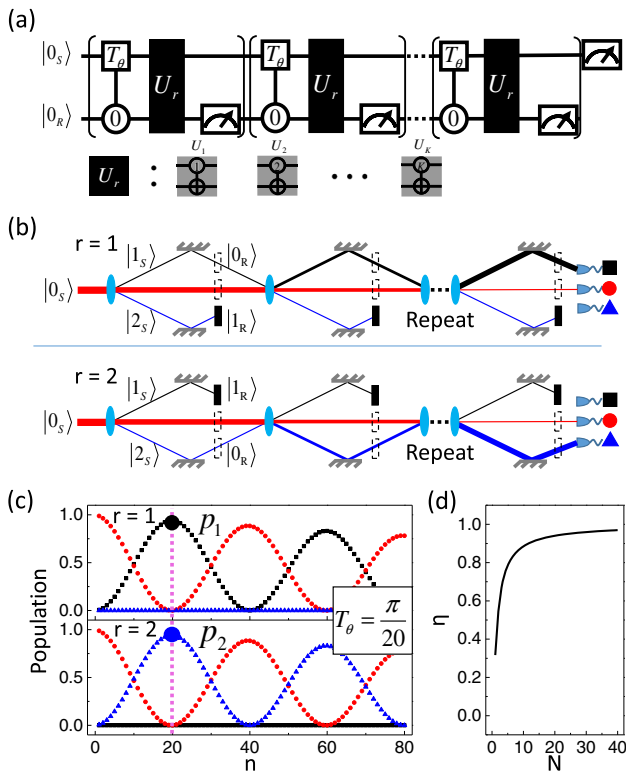 (a)
|0_S⟩ T_θ U_r T_θ U_r T_θ U_r
|0_R⟩ 0 0 0
U_1 U_2 U_K
U_r : 1 2 ... K
(b)
r = 1
|1_S⟩ |0_R⟩
|0_S⟩
|2_S⟩ |1_R⟩ Repeat
r = 2
|1_S⟩ |1_R⟩
|0_S⟩
|2_S⟩ |0_R⟩ Repeat
(c)
1.0 r = 1 p_1
0.5
0.0
T_θ = π/20
1.0 r = 2 p_2
0.5
0.0
Population
0 20 40 60 80
n
(d)
1.0
0.8
0.6
0.4
0.2
0.0
η
0 10 20 30 40
N